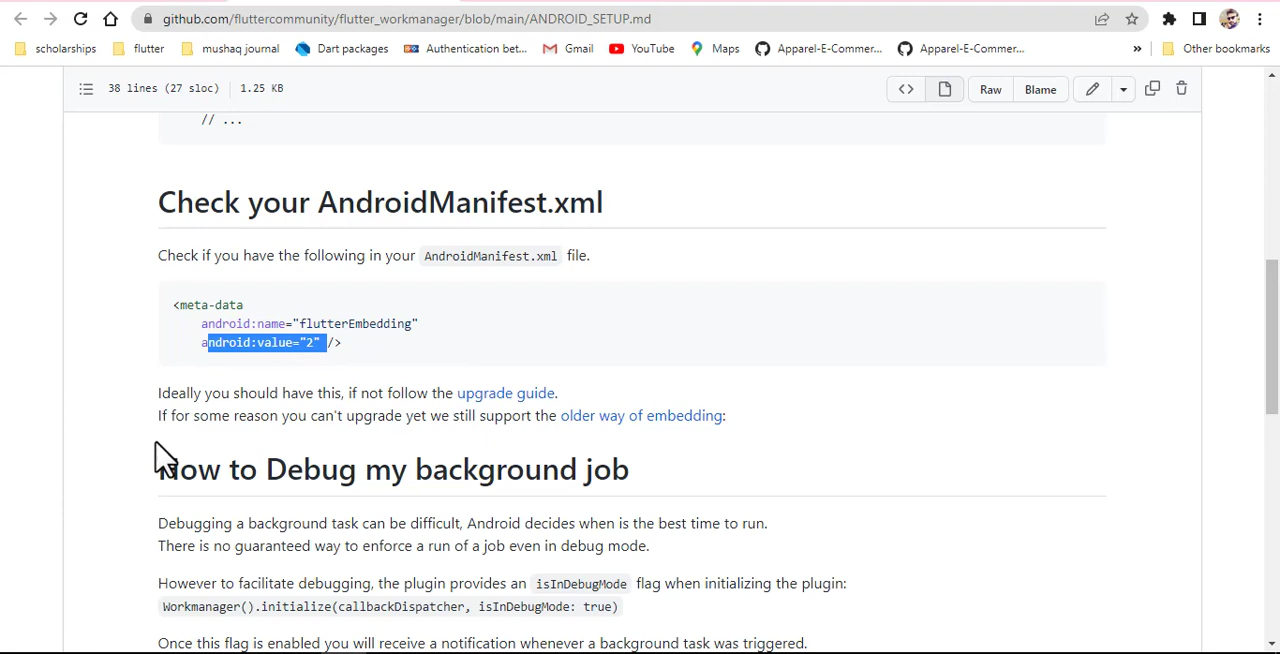 github.com/fluttercommunity/flutter_workmanager/blob/main/ANDROID_SETUP.md
scholarships flutter mushaq journal Dart packages Authentication bet... Gmail YouTube Maps Apparel-E-Commer... Apparel-E-Commer... » Other bookmarks
38 lines (27 sloc) 1.25 KB Raw Blame
// ...
Check your AndroidManifest.xml
Check if you have the following in your AndroidManifest.xml file.
<meta-data
android:name="flutterEmbedding"
android:value="2" />
Ideally you should have this, if not follow the upgrade guide.
If for some reason you can't upgrade yet we still support the older way of embedding:
How to Debug my background job
Debugging a background task can be difficult, Android decides when is the best time to run.
There is no guaranteed way to enforce a run of a job even in debug mode.
However to facilitate debugging, the plugin provides an isInDebugMode flag when initializing the plugin:
Workmanager().initialize(callbackDispatcher, isInDebugMode: true)
Once this flag is enabled you will receive a notification whenever a background task was triggered.